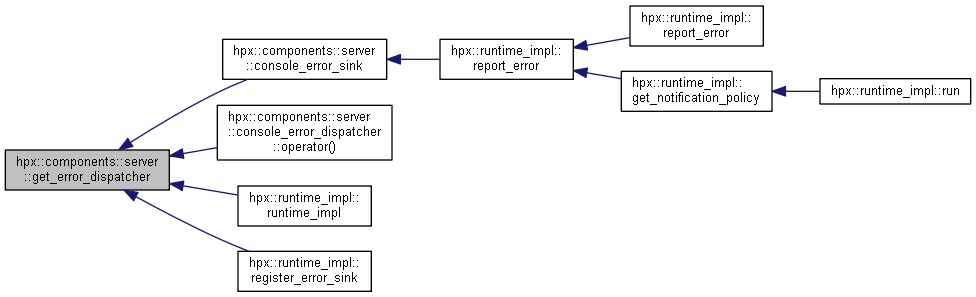 hpx::components::server
::get_error_dispatcher
hpx::components::server
::console_error_sink
hpx::runtime_impl::
report_error
hpx::runtime_impl::
report_error
hpx::runtime_impl::
get_notification_policy
hpx::runtime_impl::run
hpx::components::server
::console_error_dispatcher
::operator()
hpx::runtime_impl::
runtime_impl
hpx::runtime_impl::
register_error_sink